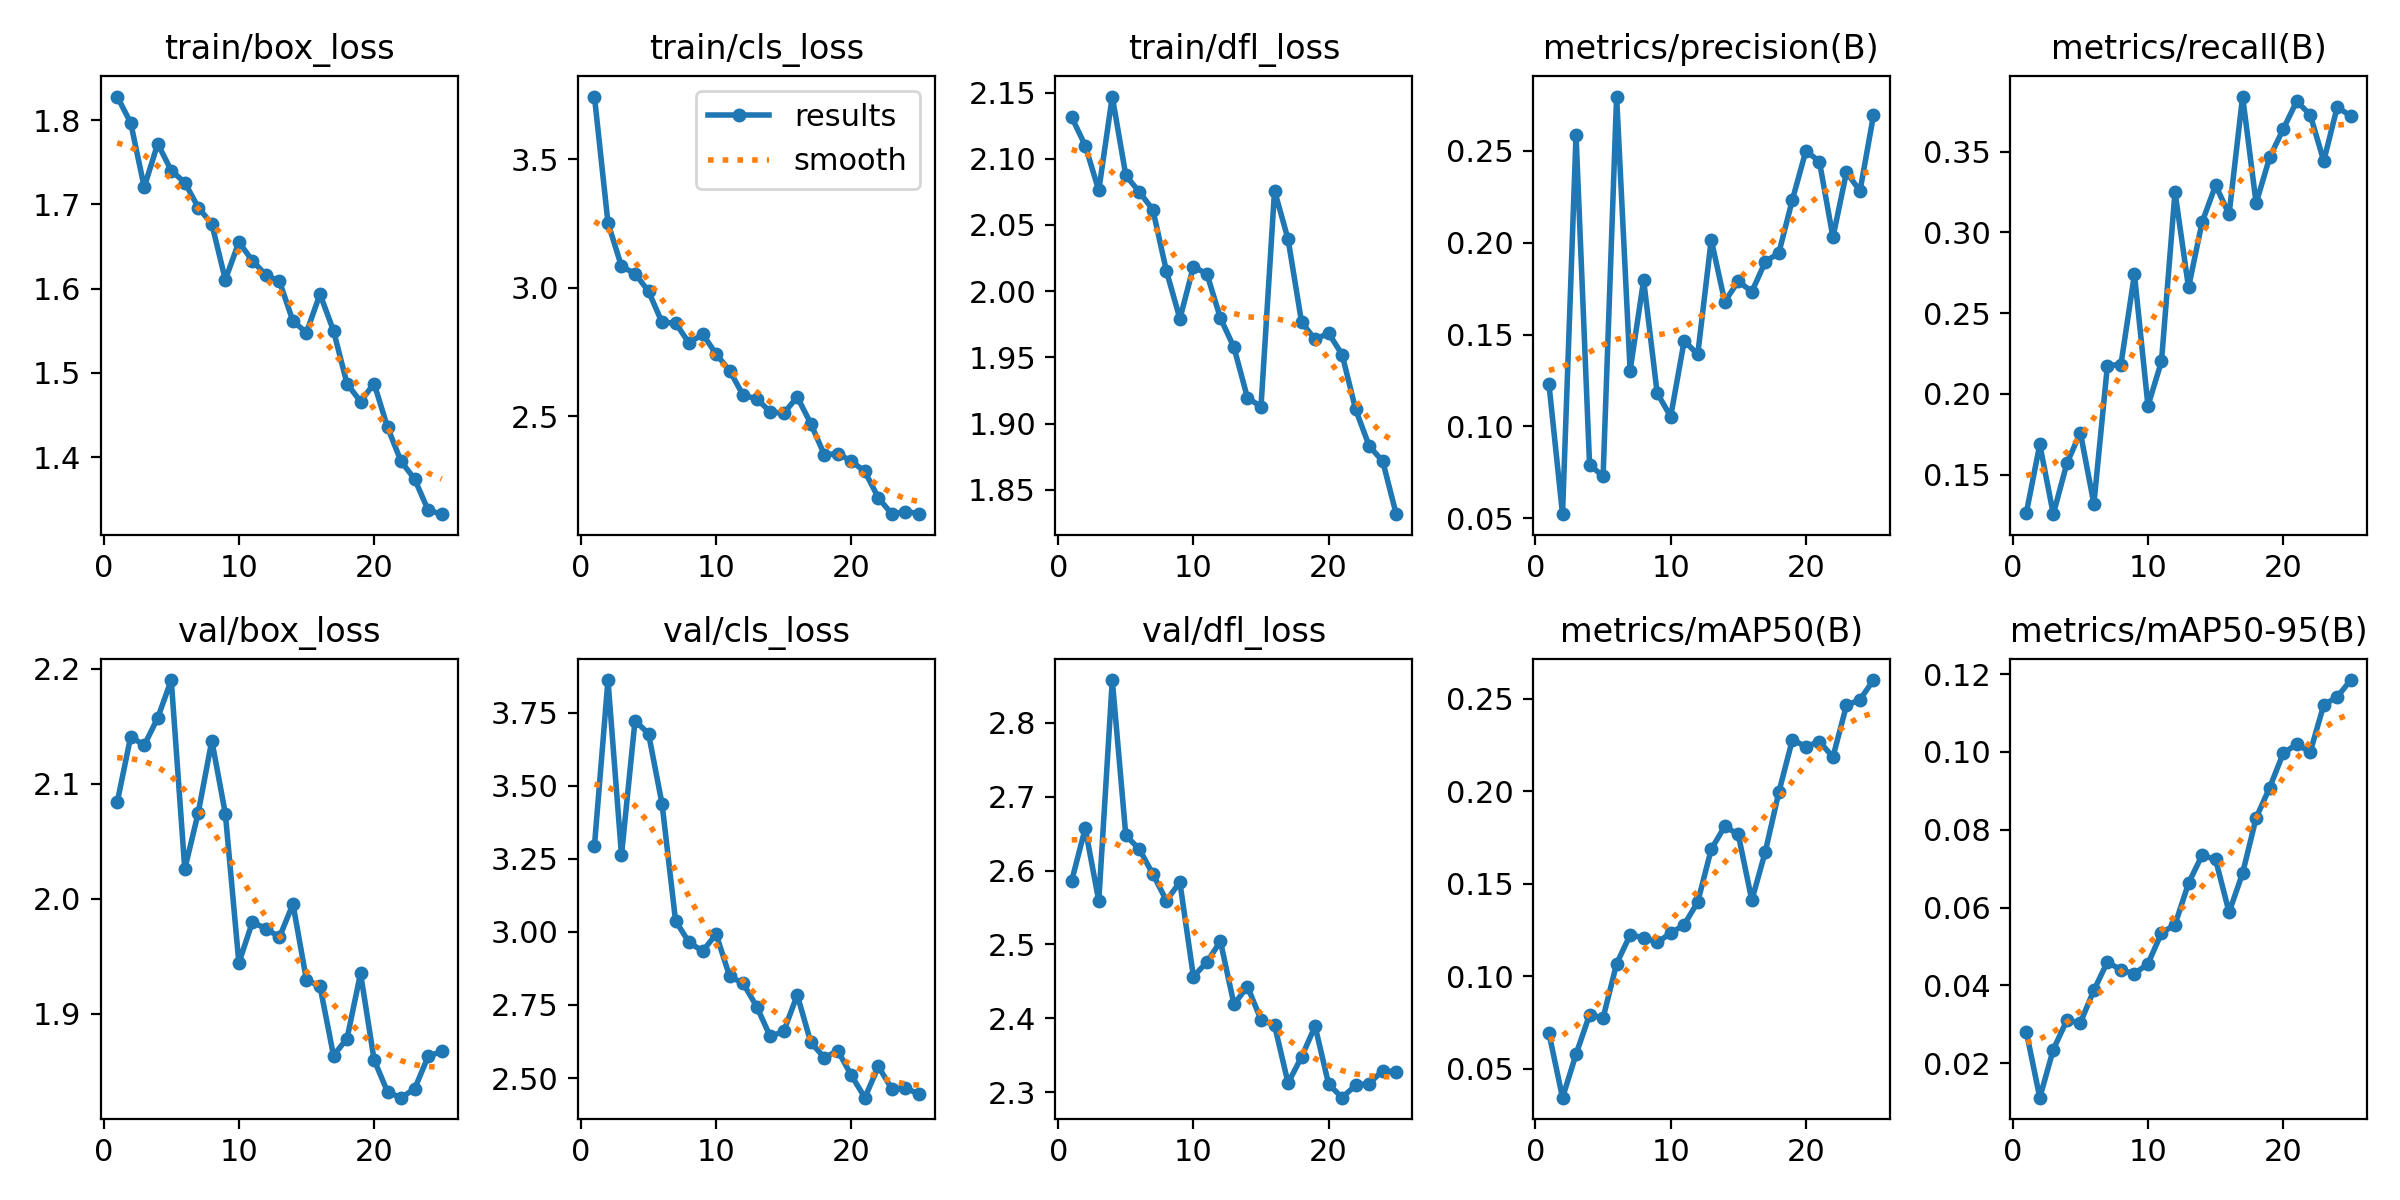 train/box_loss
train/cls_loss
train/dfl_loss
metrics/precision(B)
metrics/recall(B)
1.8
1.7
1.6
1.5
1.4
0 10 20
results
smooth
3.5
3.0
2.5
0 10 20
2.15
2.10
2.05
2.00
1.95
1.90
1.85
0 10 20
0.25
0.20
0.15
0.10
0.05
0 10 20
0.35
0.30
0.25
0.20
0.15
0 10 20
val/box_loss
val/cls_loss
val/dfl_loss
metrics/mAP50(B)
metrics/mAP50-95(B)
2.2
2.1
2.0
1.9
0 10 20
3.75
3.50
3.25
3.00
2.75
2.50
0 10 20
2.8
2.7
2.6
2.5
2.4
2.3
0 10 20
0.25
0.20
0.15
0.10
0.05
0 10 20
0.12
0.10
0.08
0.06
0.04
0.02
0 10 20